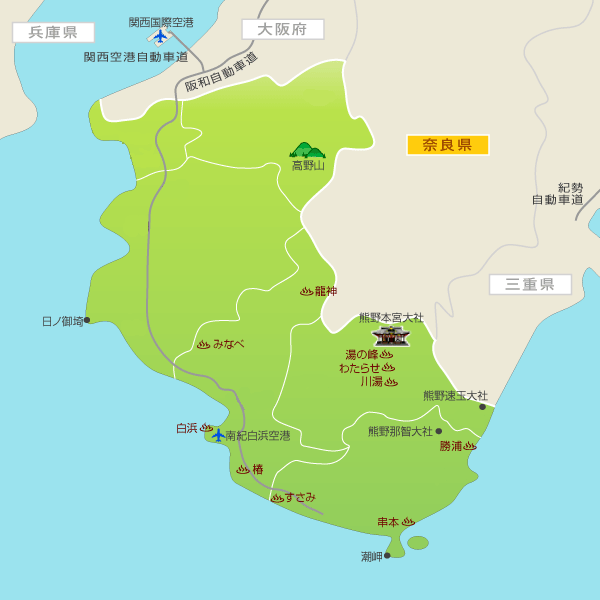 関西国際空港
兵庫県
大阪府
関西空港自動車道
阪和自動車道
奈良県
高野山
紀勢
自動車道
三重県
龍神
熊野本宮大社
日ノ御埼
みなべ
湯の峰
わたらせ
川湯
熊野速玉大社
白浜
南紀白浜空港
熊野那智大社
勝浦
椿
すさみ
串本
潮岬